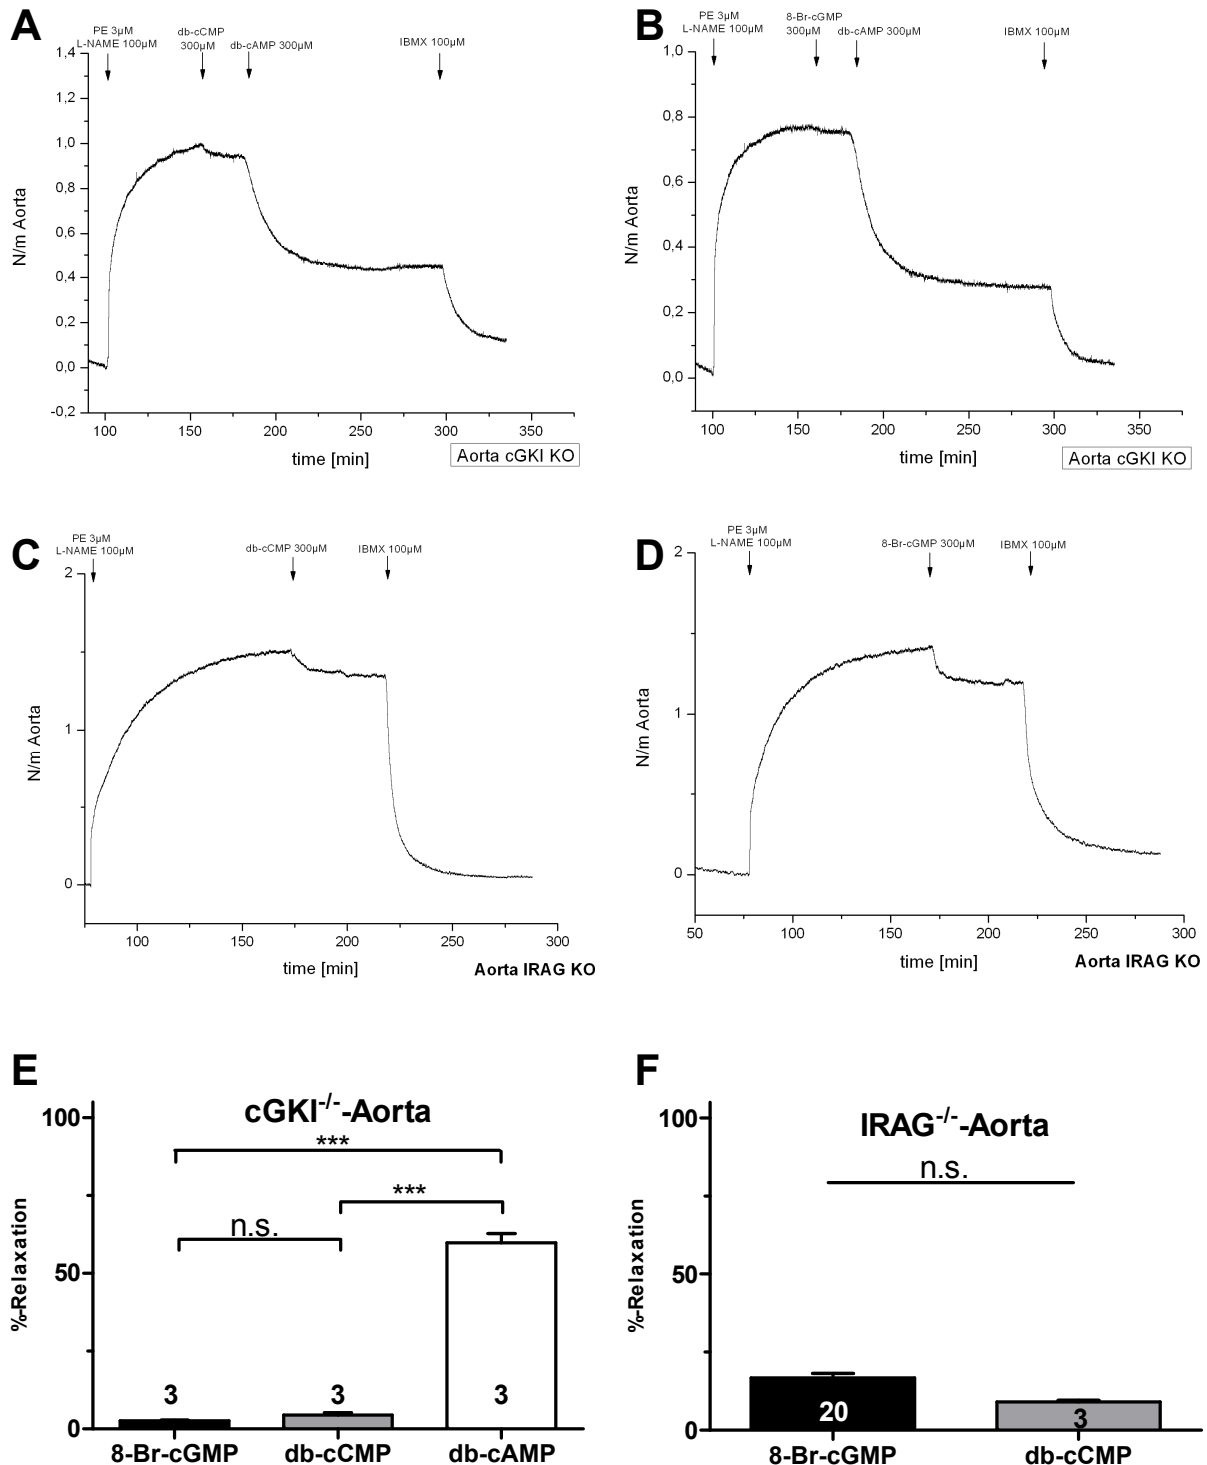 A
PE 3µM
L-NAME 100µM
db-cCMP
300µM
db-cAMP 300µM
IBMX 100µM
1,4
1,2
1,0
0,8
0,6
0,4
0,2
0,0
-0,2
N/m Aorta
100 150 200 250 300 350
time [min]
Aorta cGKI KO
B
PE 3µM
L-NAME 100µM
8-Br-cGMP
300µM
db-cAMP 300µM
IBMX 100µM
1,0
0,8
0,6
0,4
0,2
0,0
N/m Aorta
100 150 200 250 300 350
time [min]
Aorta cGKI KO
C
PE 3µM
L-NAME 100µM
db-cCMP 300µM
IBMX 100µM
2
1
0
N/m Aorta
100 150 200 250 300
time [min]
Aorta IRAG KO
D
PE 3µM
L-NAME 100µM
8-Br-cGMP 300µM
IBMX 100µM
2
1
0
N/m Aorta
50 100 150 200 250 300
time [min]
Aorta IRAG KO
E
cGKI-/--Aorta
100
50
0
%-Relaxation
***
***
n.s.
3 3 3
8-Br-cGMP db-cCMP db-cAMP
F
IRAG-/--Aorta
100
50
0
%-Relaxation
n.s.
20 3
8-Br-cGMP db-cCMP